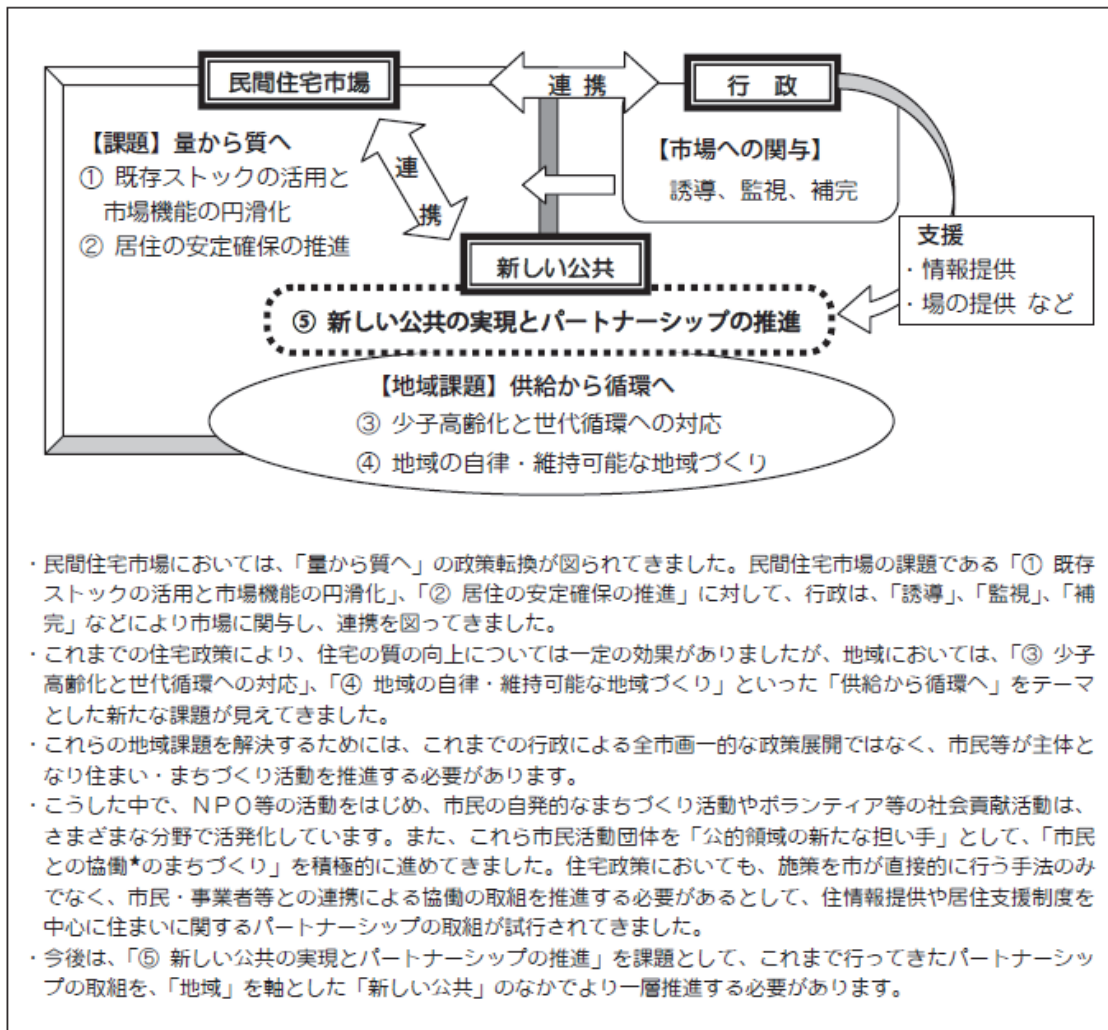 民間住宅市場
連 携
行 政
【課題】量から質へ
① 既存ストックの活用と
市場機能の円滑化
② 居住の安定確保の推進
連
携
【市場への関与】
誘導、監視、補完
新しい公共
支援
・情報提供
・場の提供 など
⑤ 新しい公共の実現とパートナーシップの推進
【地域課題】供給から循環へ
③ 少子高齢化と世代循環への対応
④ 地域の自律・維持可能な地域づくり
・民間住宅市場においては、「量から質へ」の政策転換が図られてきました。民間住宅市場の課題である「① 既存
ストックの活用と市場機能の円滑化」、「② 居住の安定確保の推進」に対して、行政は、「誘導」、「監視」、「補
完」などにより市場に関与し、連携を図ってきました。
・これまでの住宅政策により、住宅の質の向上については一定の効果がありましたが、地域においては、「③ 少子
高齢化と世代循環への対応」、「④ 地域の自律・維持可能な地域づくり」といった「供給から循環へ」をテーマ
とした新たな課題が見えてきました。
・これらの地域課題を解決するためには、これまでの行政による全市画一的な政策展開ではなく、市民等が主体と
なり住まい・まちづくり活動を推進する必要があります。
・こうした中で、ＮＰＯ等の活動をはじめ、市民の自発的なまちづくり活動やボランティア等の社会貢献活動は、
さまざまな分野で活発化しています。また、これら市民活動団体を「公的領域の新たな担い手」として、「市民
との協働★のまちづくり」を積極的に進めてきました。住宅政策においても、施策を市が直接的に行う手法のみ
でなく、市民・事業者等との連携による協働の取組を推進する必要があるとして、住情報提供や居住支援制度を
中心に住まいに関するパートナーシップの取組が試行されてきました。
・今後は、「⑤ 新しい公共の実現とパートナーシップの推進」を課題として、これまで行ってきたパートナーシッ
プの取組を、「地域」を軸とした「新しい公共」のなかでより一層推進する必要があります。